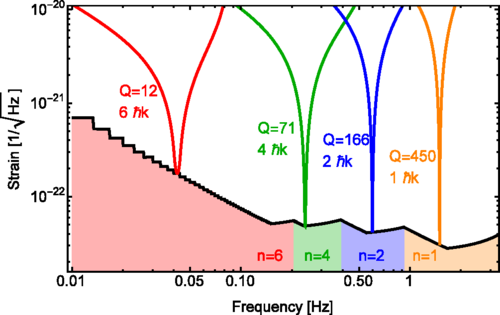 10⁻²⁰
10⁻²¹
10⁻²²
Strain [1/√Hz]
Q=12
6 ħk
Q=71
4 ħk
Q=166
2 ħk
Q=450
1 ħk
n=6
n=4
n=2
n=1
0.01
0.05
0.10
0.50
1
Frequency [Hz]